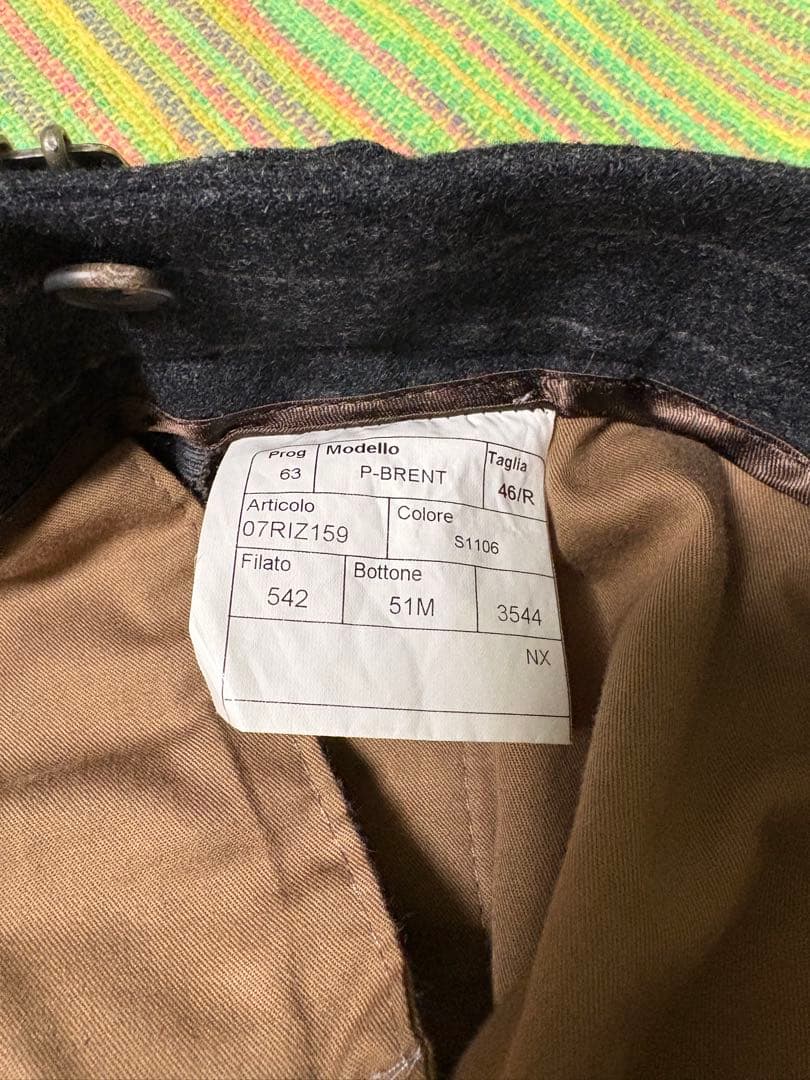 Prog Modello Taglia
63 P-BRENT 46/R
Articolo Colore
07RIZ159 S1106
Filato Bottone
542 51M 3544
NX